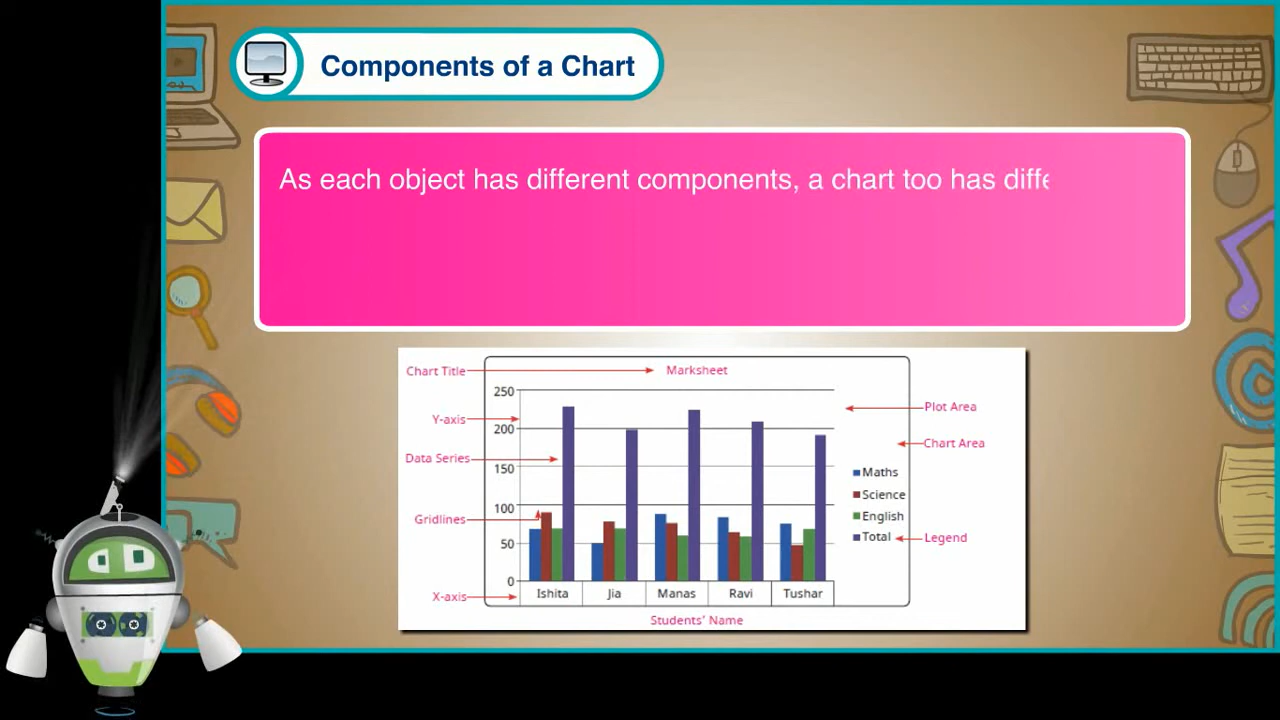 Components of a Chart
As each object has different components, a chart too has diffe
Chart Title
Marksheet
250
Y-axis
200
Data Series
150
100
Gridlines
50
0
X-axis
Ishita Jia Manas Ravi Tushar
Students' Name
Plot Area
Chart Area
Maths
Science
English
Total
Legend